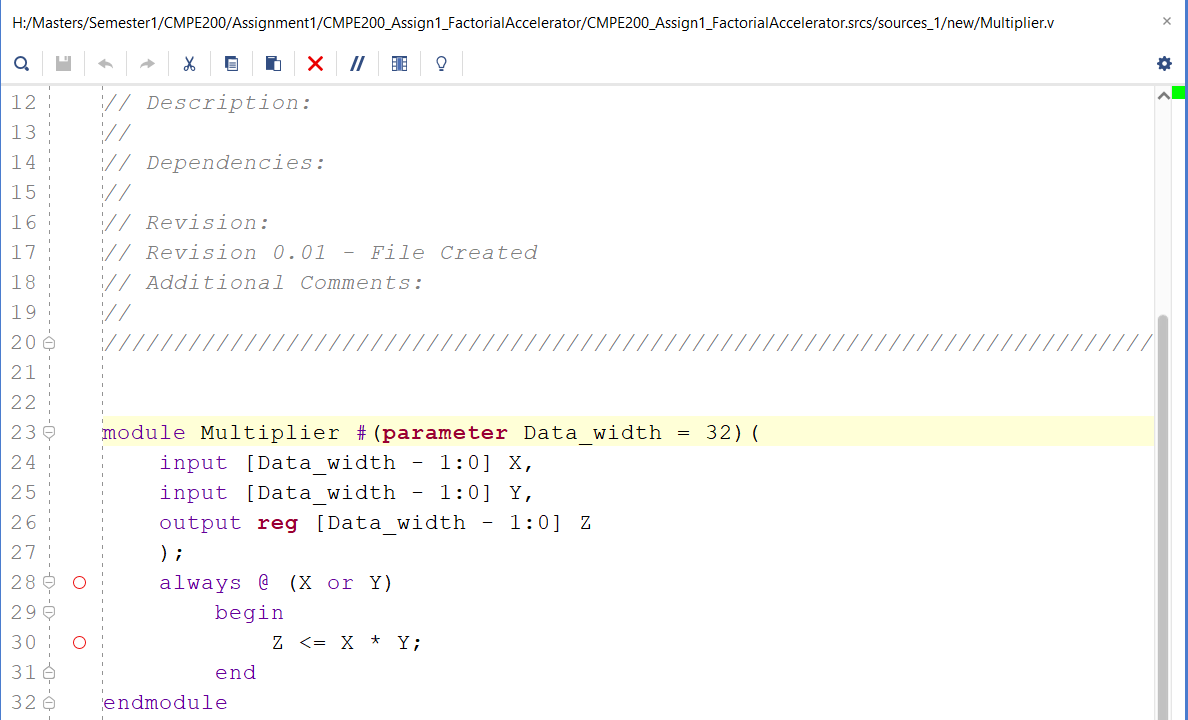 H:/Masters/Semester1/CMPE200/Assignment1/CMPE200_Assign1_FactorialAccelerator/CMPE200_Assign1_FactorialAccelerator.srcs/sources_1/new/Multiplier.v
12 // Description:
13 //
14 // Dependencies:
15 //
16 // Revision:
17 // Revision 0.01 - File Created
18 // Additional Comments:
19 //
20 //////////////////////////////////////////////////////////////////////////
21
22
23 module Multiplier #(parameter Data_width = 32)(
24     input [Data_width - 1:0] X,
25     input [Data_width - 1:0] Y,
26     output reg [Data_width - 1:0] Z
27     );
28     always @ (X or Y)
29         begin
30             Z <= X * Y;
31         end
32 endmodule